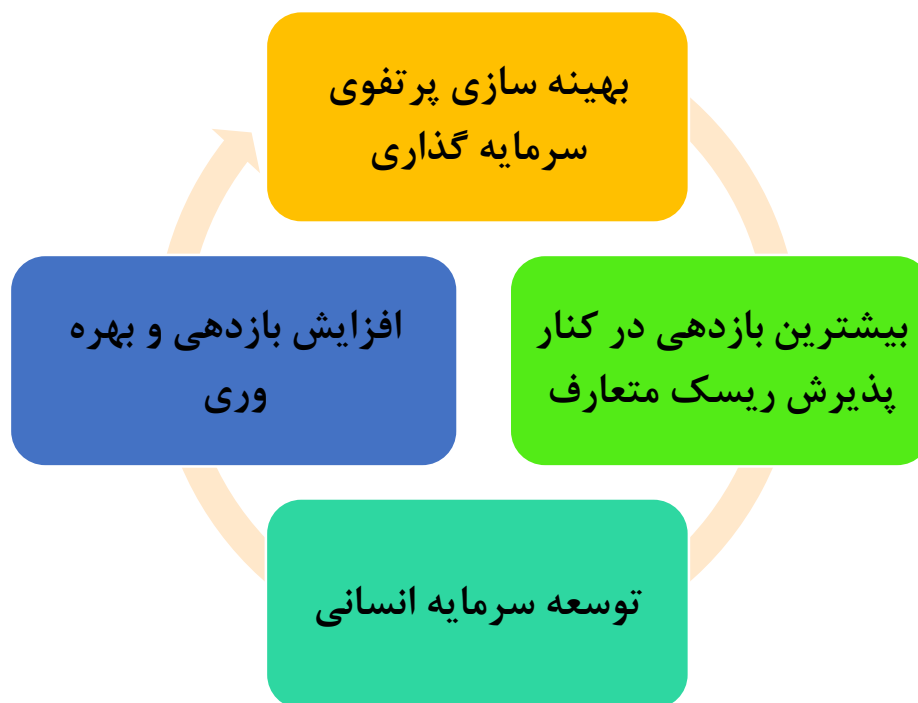 بهینه سازی پرتفوی
سرمایه گذاری
بیشترین بازدهی در کنار
پذیرش ریسک متعارف
توسعه سرمایه انسانی
افزایش بازدهی و بهره
وری